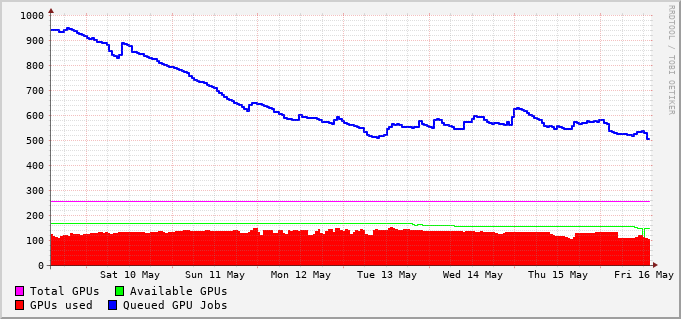 1000
900
800
700
600
500
400
300
200
100
0
Sat 10 May Sun 11 May Mon 12 May Tue 13 May Wed 14 May Thu 15 May Fri 16 May
Total GPUs Available GPUs
GPUs used Queued GPU Jobs
RRDTOOL / TOBI OETIKER